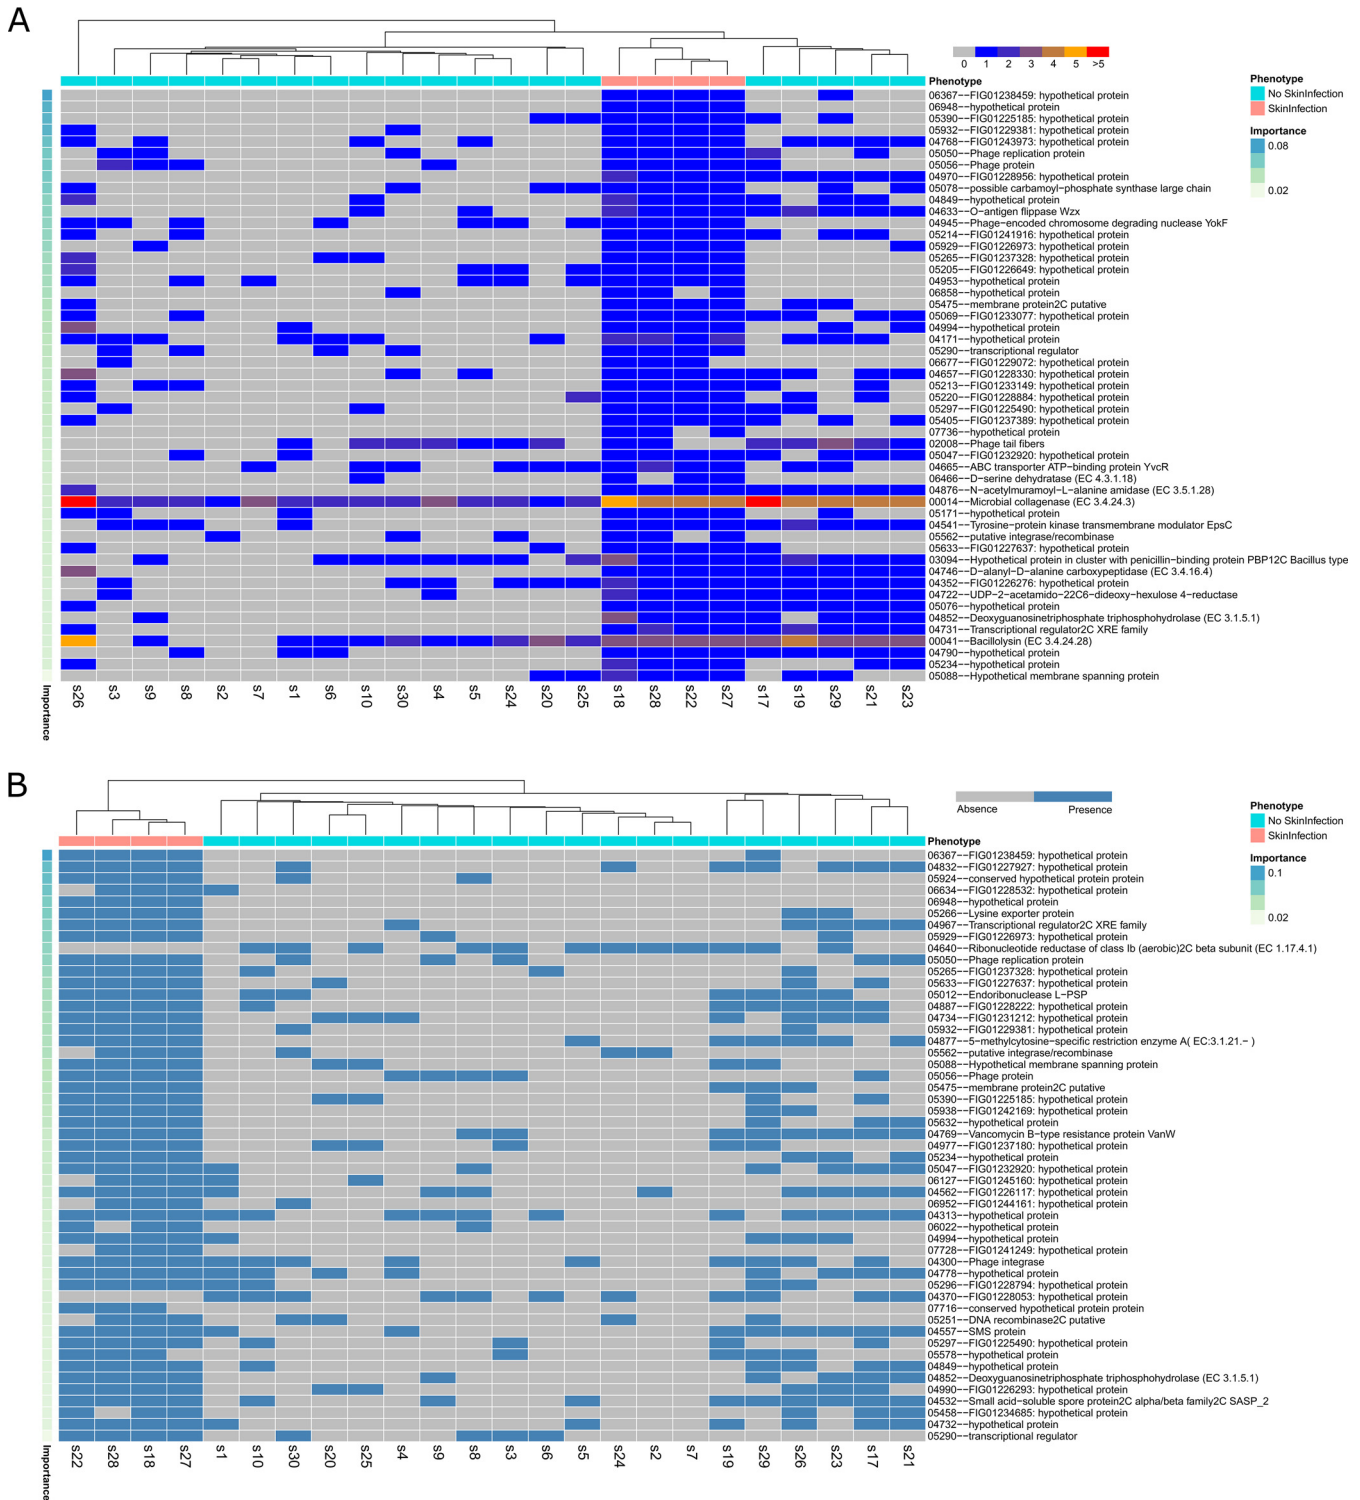 A
0 1 2 3 4 5 >5
Phenotype
Phenotype
No SkinInfection
SkinInfection
Importance
0.08
0.02
06367−−FIG01238459: hypothetical protein
06948−−hypothetical protein
05390−−FIG01225185: hypothetical protein
05932−−FIG01229381: hypothetical protein
04768−−FIG01243973: hypothetical protein
05050−−Phage replication protein
05056−−Phage protein
04970−−FIG01228956: hypothetical protein
05078−−possible carbamoyl−phosphate synthase large chain
04849−−hypothetical protein
04633−−O−antigen flippase Wzx
04945−−Phage−encoded chromosome degrading nuclease YokF
05214−−FIG01241916: hypothetical protein
05929−−FIG01226973: hypothetical protein
05265−−FIG01237328: hypothetical protein
05205−−FIG01226649: hypothetical protein
04953−−hypothetical protein
06858−−hypothetical protein
05475−−membrane protein2C putative
05069−−FIG01233077: hypothetical protein
04994−−hypothetical protein
04171−−hypothetical protein
05290−−transcriptional regulator
06677−−FIG01229072: hypothetical protein
04657−−FIG01228330: hypothetical protein
05213−−FIG01233149: hypothetical protein
05220−−FIG01228884: hypothetical protein
05297−−FIG01225490: hypothetical protein
05405−−FIG01237389: hypothetical protein
07736−−hypothetical protein
02008−−Phage tail fibers
05047−−FIG01232920: hypothetical protein
04665−−ABC transporter ATP−binding protein YvcR
06466−−D−serine dehydratase (EC 4.3.1.18)
04876−−N−acetylmuramoyl−L−alanine amidase (EC 3.5.1.28)
00014−−Microbial collagenase (EC 3.4.24.3)
05171−−hypothetical protein
04541−−Tyrosine−protein kinase transmembrane modulator EpsC
05562−−putative integrase/recombinase
05633−−FIG01227637: hypothetical protein
03094−−Hypothetical protein in cluster with penicillin−binding protein PBP12C Bacillus type
04746−−D−alanyl−D−alanine carboxypeptidase (EC 3.4.16.4)
04352−−FIG01226276: hypothetical protein
04722−−UDP−2−acetamido−22C6−dideoxy−hexulose 4−reductase
05076−−hypothetical protein
04852−−Deoxyguanosinetriphosphate triphosphohydrolase (EC 3.1.5.1)
04731−−Transcriptional regulator2C XRE family
00041−−Bacillolysin (EC 3.4.24.28)
04790−−hypothetical protein
05234−−hypothetical protein
05088−−Hypothetical membrane spanning protein
Importance
s26 s3 s9 s8 s2 s7 s1 s6 s10 s30 s4 s5 s24 s20 s25 s18 s28 s22 s27 s17 s19 s29 s21 s23
B
Absence Presence
Phenotype
Phenotype
No SkinInfection
SkinInfection
Importance
0.1
0.02
06367−−FIG01238459: hypothetical protein
04832−−FIG01227927: hypothetical protein
05924−−conserved hypothetical protein protein
06634−−FIG01228532: hypothetical protein
06948−−hypothetical protein
05266−−Lysine exporter protein
04967−−Transcriptional regulator2C XRE family
05929−−FIG01226973: hypothetical protein
04640−−Ribonucleotide reductase of class Ib (aerobic)2C beta subunit (EC 1.17.4.1)
05050−−Phage replication protein
05265−−FIG01237328: hypothetical protein
05633−−FIG01227637: hypothetical protein
05012−−Endoribonuclease L−PSP
04887−−FIG01228222: hypothetical protein
04734−−FIG01231212: hypothetical protein
05932−−FIG01229381: hypothetical protein
04877−−5−methylcytosine−specific restriction enzyme A( EC:3.1.21.− )
05562−−putative integrase/recombinase
05088−−Hypothetical membrane spanning protein
05056−−Phage protein
05475−−membrane protein2C putative
05390−−FIG01225185: hypothetical protein
05938−−FIG01242169: hypothetical protein
05632−−hypothetical protein
04769−−Vancomycin B−type resistance protein VanW
04977−−FIG01237180: hypothetical protein
05234−−hypothetical protein
05047−−FIG01232920: hypothetical protein
06127−−FIG01245160: hypothetical protein
04562−−FIG01226117: hypothetical protein
06952−−FIG01244161: hypothetical protein
04313−−hypothetical protein
06022−−hypothetical protein
04994−−hypothetical protein
07728−−FIG01241249: hypothetical protein
04300−−Phage integrase
04778−−hypothetical protein
05296−−FIG01228794: hypothetical protein
04370−−FIG01228053: hypothetical protein
07716−−conserved hypothetical protein protein
05251−−DNA recombinase2C putative
04557−−SMS protein
05297−−FIG01225490: hypothetical protein
05578−−hypothetical protein
04849−−hypothetical protein
04852−−Deoxyguanosinetriphosphate triphosphohydrolase (EC 3.1.5.1)
04990−−FIG01226293: hypothetical protein
04532−−Small acid−soluble spore protein2C alpha/beta family2C SASP_2
05458−−FIG01234685: hypothetical protein
04732−−hypothetical protein
05290−−transcriptional regulator
Importance
s22 s28 s18 s27 s1 s10 s30 s20 s25 s4 s9 s8 s3 s6 s5 s24 s2 s7 s19 s29 s26 s23 s17 s21